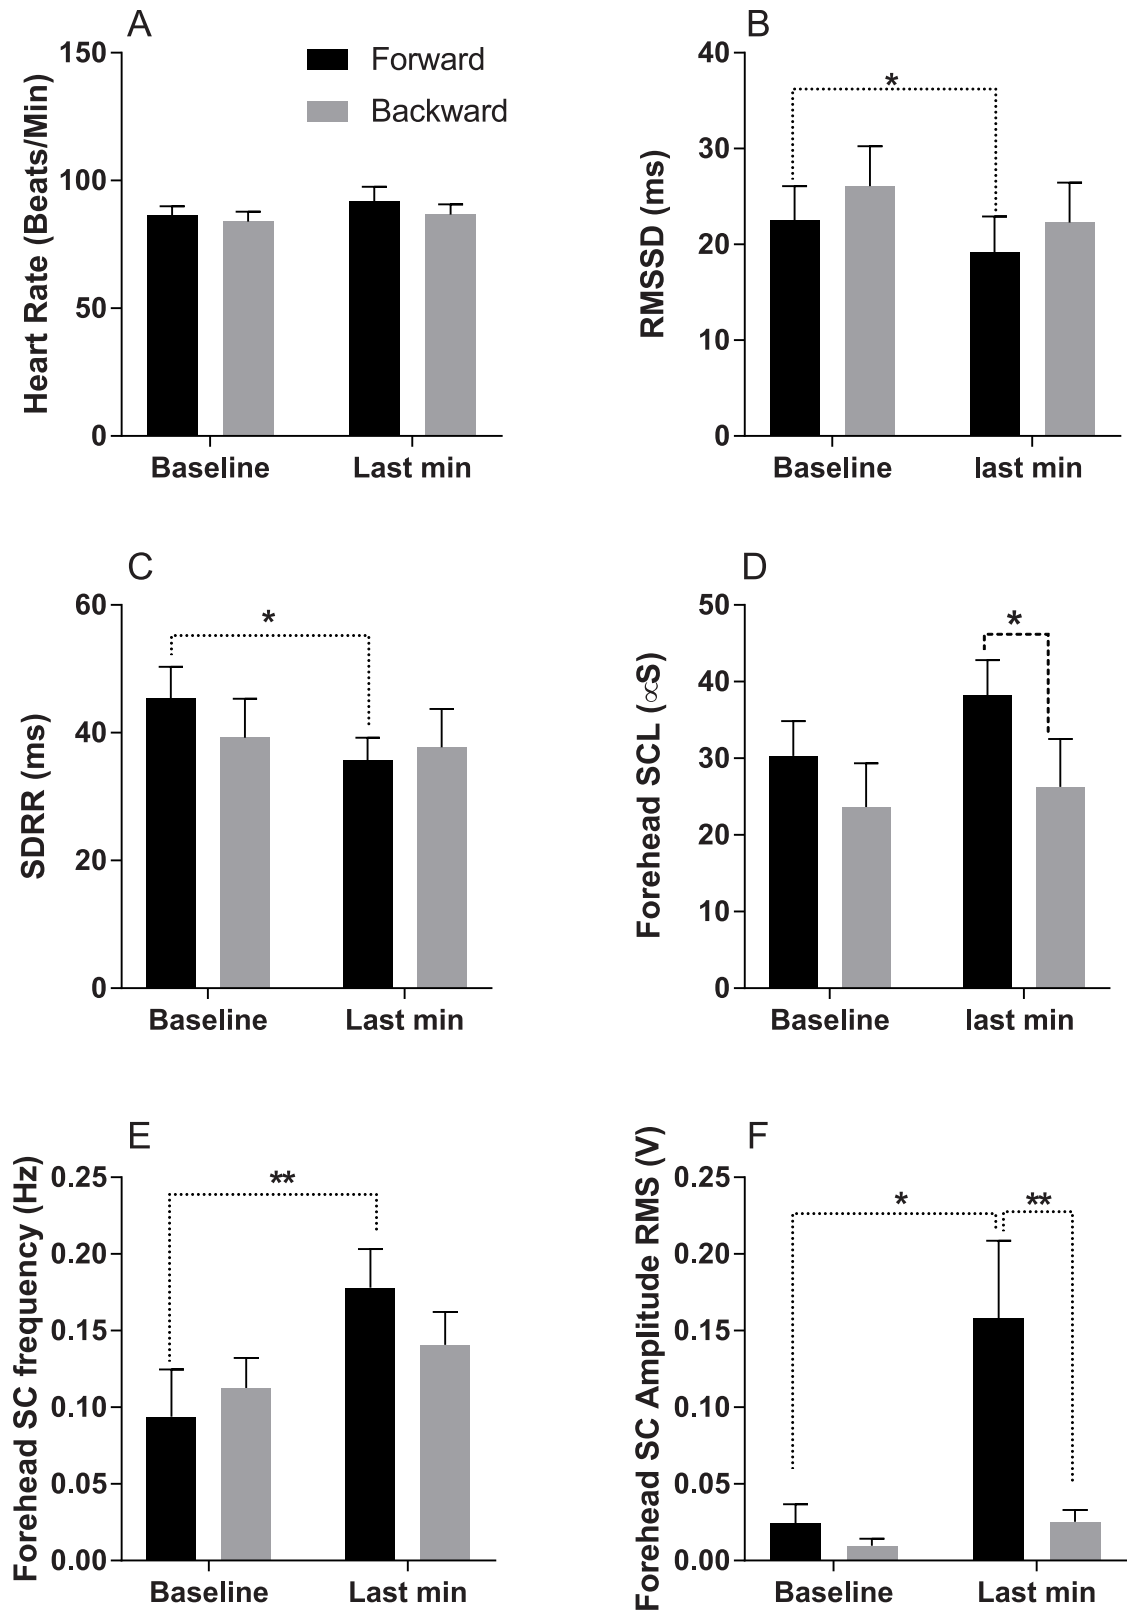 A
150
100
50
0
Heart Rate (Beats/Min)
Forward
Backward
Baseline
Last min
B
40
30
20
10
0
RMSSD (ms)
*
Baseline
last min
C
60
40
20
0
SDRR (ms)
*
Baseline
Last min
D
50
40
30
20
10
0
Forehead SCL (∝S)
*
Baseline
last min
E
0.25
0.20
0.15
0.10
0.05
0.00
Forehead SC frequency (Hz)
**
Baseline
Last min
F
0.25
0.20
0.15
0.10
0.05
0.00
Forehead SC Amplitude RMS (V)
*
**
Baseline
Last min